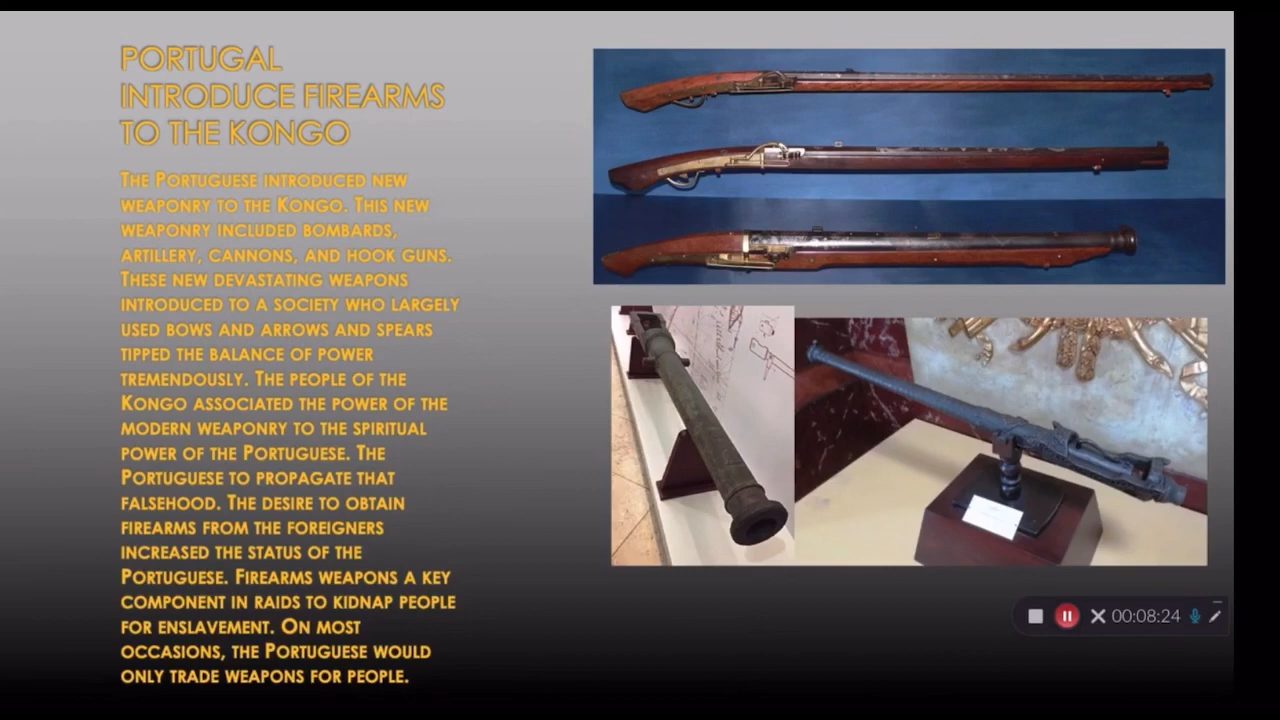 PORTUGAL
INTRODUCE FIREARMS
TO THE KONGO
THE PORTUGUESE INTRODUCED NEW
WEAPONRY TO THE KONGO. THIS NEW
WEAPONRY INCLUDED BOMBARDS,
ARTILLERY, CANNONS, AND HOOK GUNS.
THESE NEW DEVASTATING WEAPONS
INTRODUCED TO A SOCIETY WHO LARGELY
USED BOWS AND ARROWS AND SPEARS
TIPPED THE BALANCE OF POWER
TREMENDOUSLY. THE PEOPLE OF THE
KONGO ASSOCIATED THE POWER OF THE
MODERN WEAPONRY TO THE SPIRITUAL
POWER OF THE PORTUGUESE. THE
PORTUGUESE TO PROPAGATE THAT
FALSEHOOD. THE DESIRE TO OBTAIN
FIREARMS FROM THE FOREIGNERS
INCREASED THE STATUS OF THE
PORTUGUESE. FIREARMS WEAPONS A KEY
COMPONENT IN RAIDS TO KIDNAP PEOPLE
FOR ENSLAVEMENT. ON MOST
OCCASIONS, THE PORTUGUESE WOULD
ONLY TRADE WEAPONS FOR PEOPLE.
00:08:24